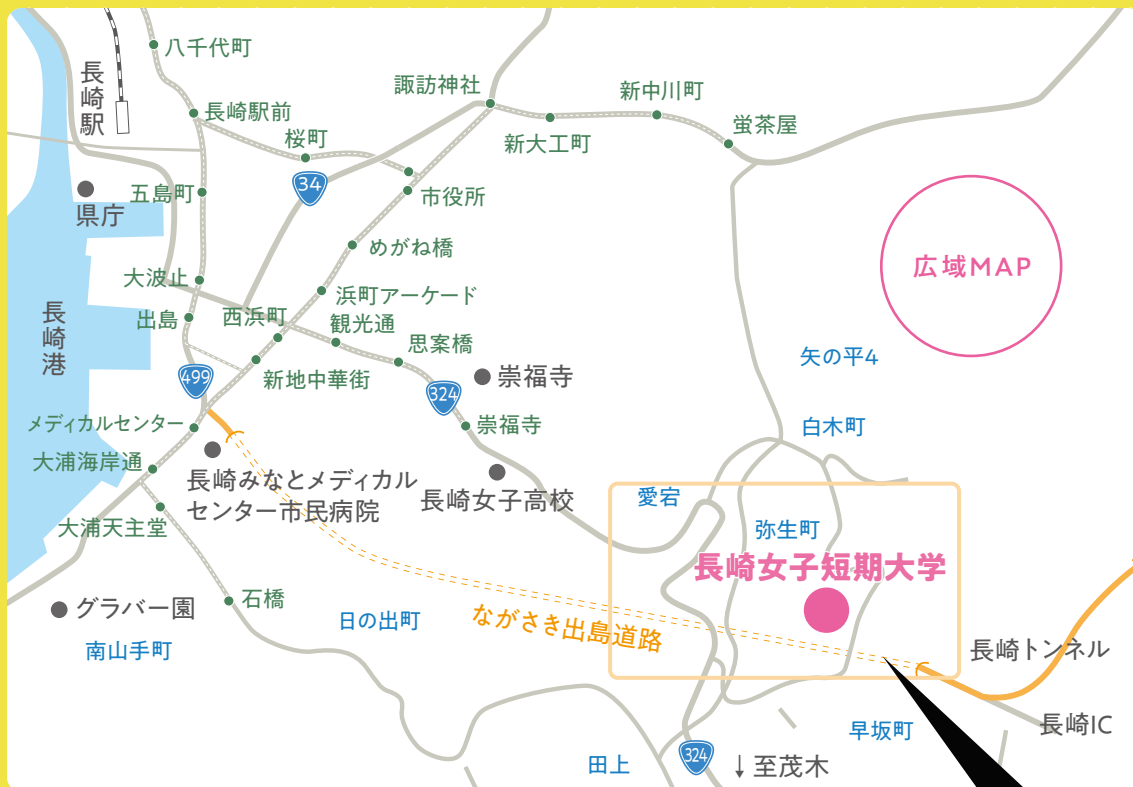 八千代町
長崎駅
長崎駅前
諏訪神社
新中川町
新大工町
蛍茶屋
桜町
34
県庁
五島町
市役所
めがね橋
広域MAP
大波止
浜町アーケード
長崎港
出島
西浜町
観光通
思案橋
矢の平4
499
新地中華街
崇福寺
324
崇福寺
白木町
メディカルセンター
大浦海岸通
長崎みなとメディカル
センター市民病院
長崎女子高校
愛宕
弥生町
大浦天主堂
長崎女子短期大学
石橋
グラバー園
日の出町
ながさき出島道路
南山手町
長崎トンネル
長崎IC
早坂町
田上
324
↓至茂木